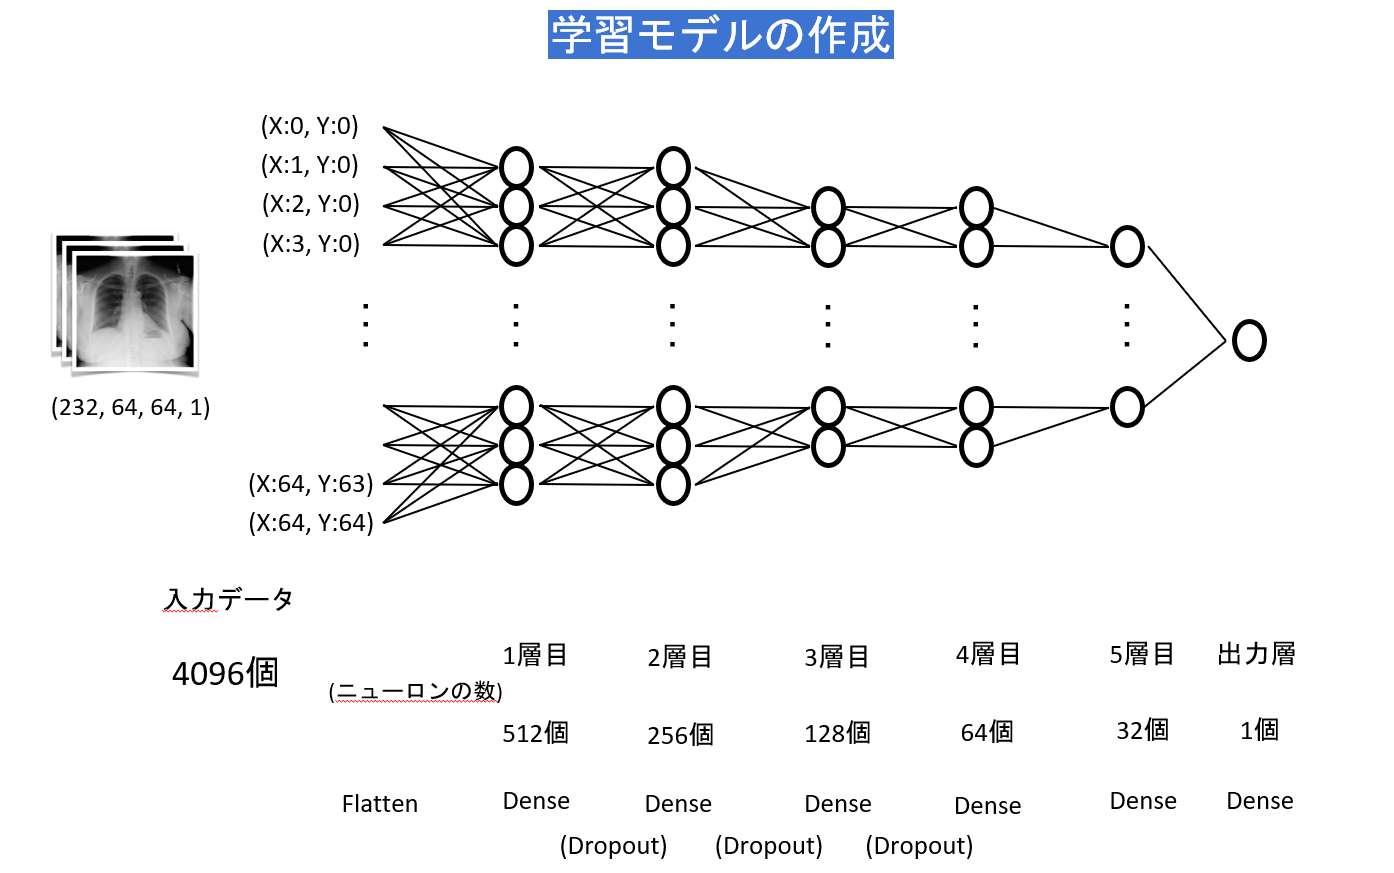 学習モデルの作成
(X:0, Y:0)
(X:1, Y:0)
(X:2, Y:0)
(X:3, Y:0)
(232, 64, 64, 1)
(X:64, Y:63)
(X:64, Y:64)
入力データ
4096個
(ニューロンの数)
1層目 2層目 3層目 4層目 5層目 出力層
512個 256個 128個 64個 32個 1個
Flatten Dense Dense Dense Dense Dense Dense
(Dropout) (Dropout) (Dropout)